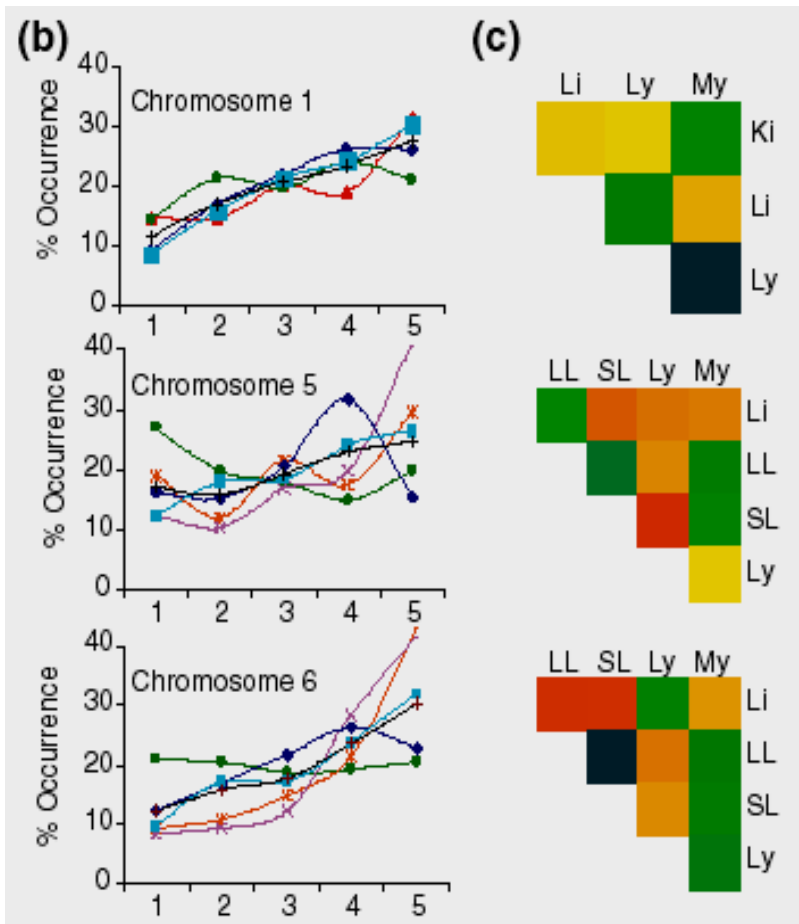 (b)
% Occurrence
40
30
20
10
0
Chromosome 1
1 2 3 4 5
% Occurrence
40
30
20
10
0
Chromosome 5
1 2 3 4 5
% Occurrence
40
30
20
10
0
Chromosome 6
1 2 3 4 5
(c)
Li Ly My
Ki
Li
Ly
LL SL Ly My
Li
LL
SL
Ly
LL SL Ly My
Li
LL
SL
Ly